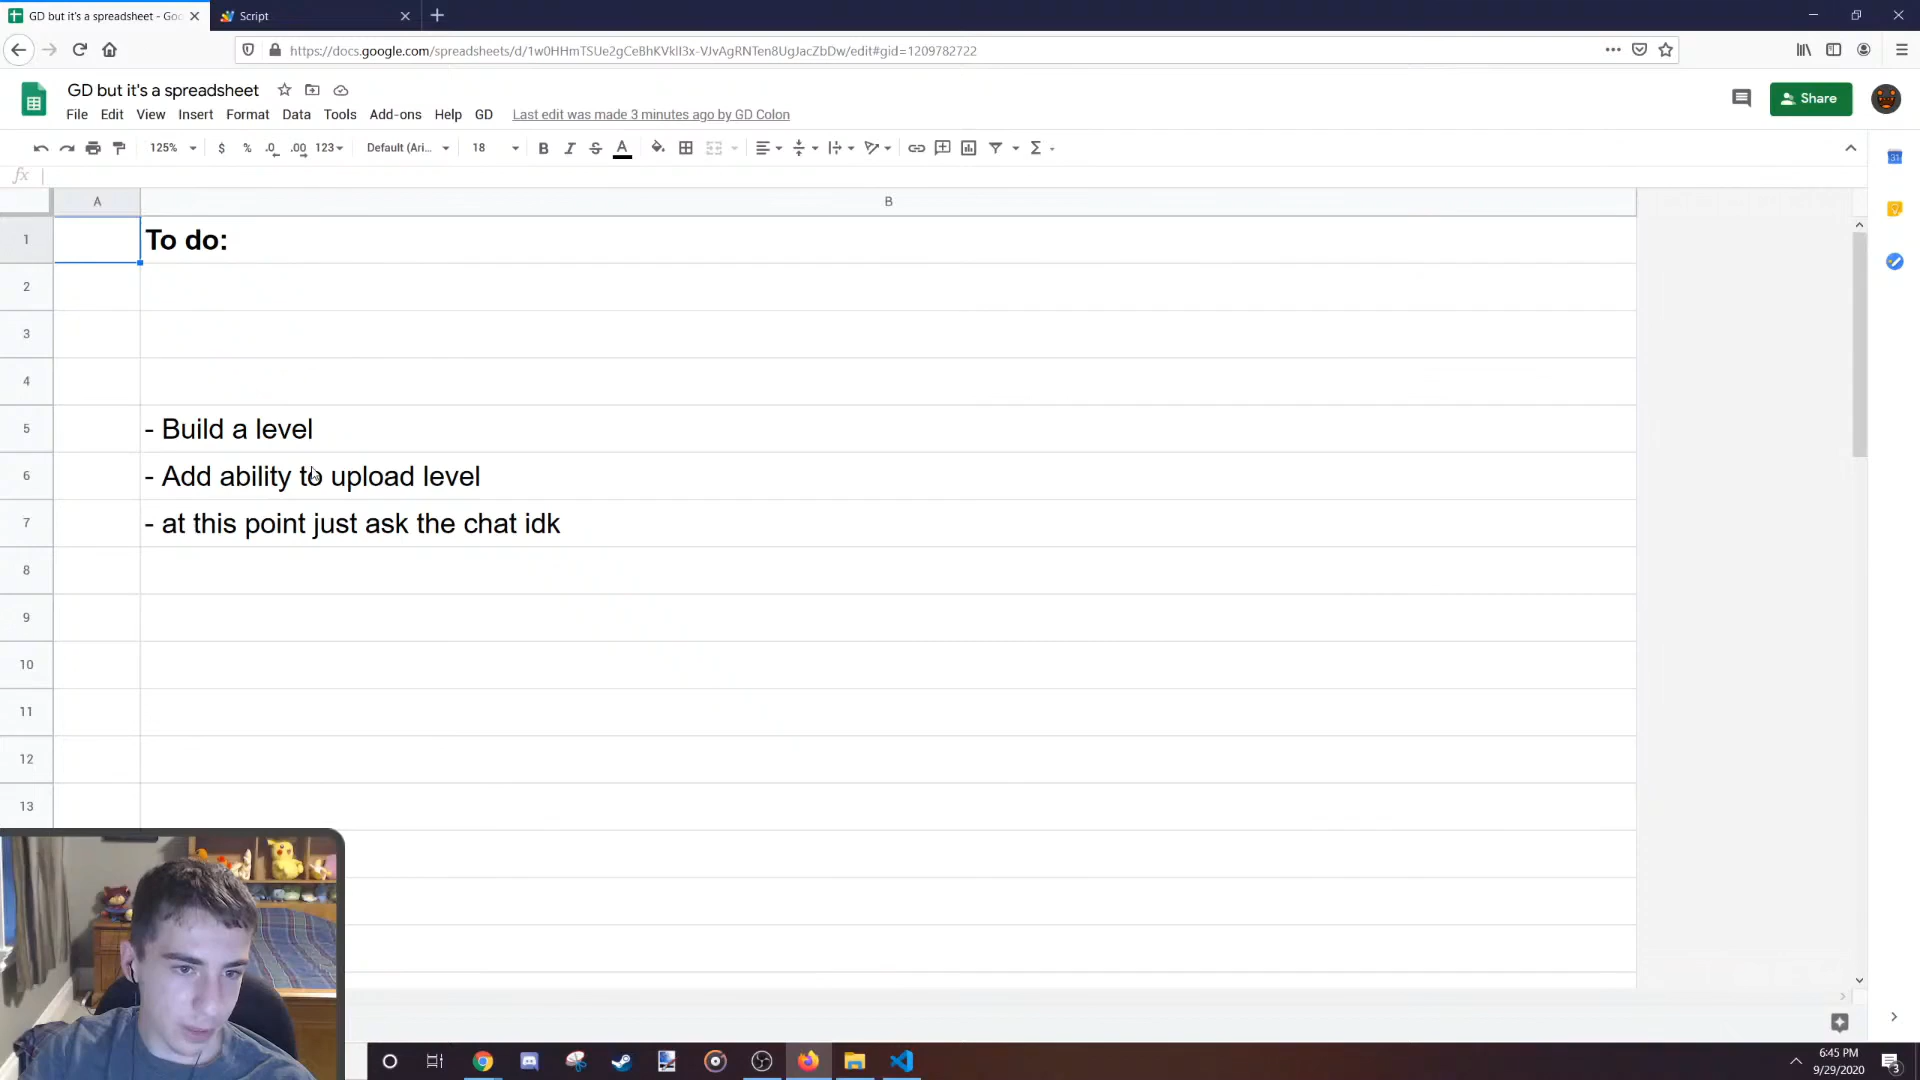 GD but it's a spreadsheet - Goo
Script
https://docs.google.com/spreadsheets/d/1w0HHmTSUe2gCeBhKVklI3x-VJvAgRNTen8UgJacZbDw/edit#gid=1209782722
GD but it's a spreadsheet
Share
File Edit View Insert Format Data Tools Add-ons Help GD Last edit was made 3 minutes ago by GD Colon
125% $ % .0 .00 123 Default (Ari... 18 B I S A Σ
fx
A B
1 To do:
2
3
4
5 - Build a level
6 - Add ability to upload level
7 - at this point just ask the chat idk
8
9
10
11
12
13
6:45 PM
9/29/2020
3